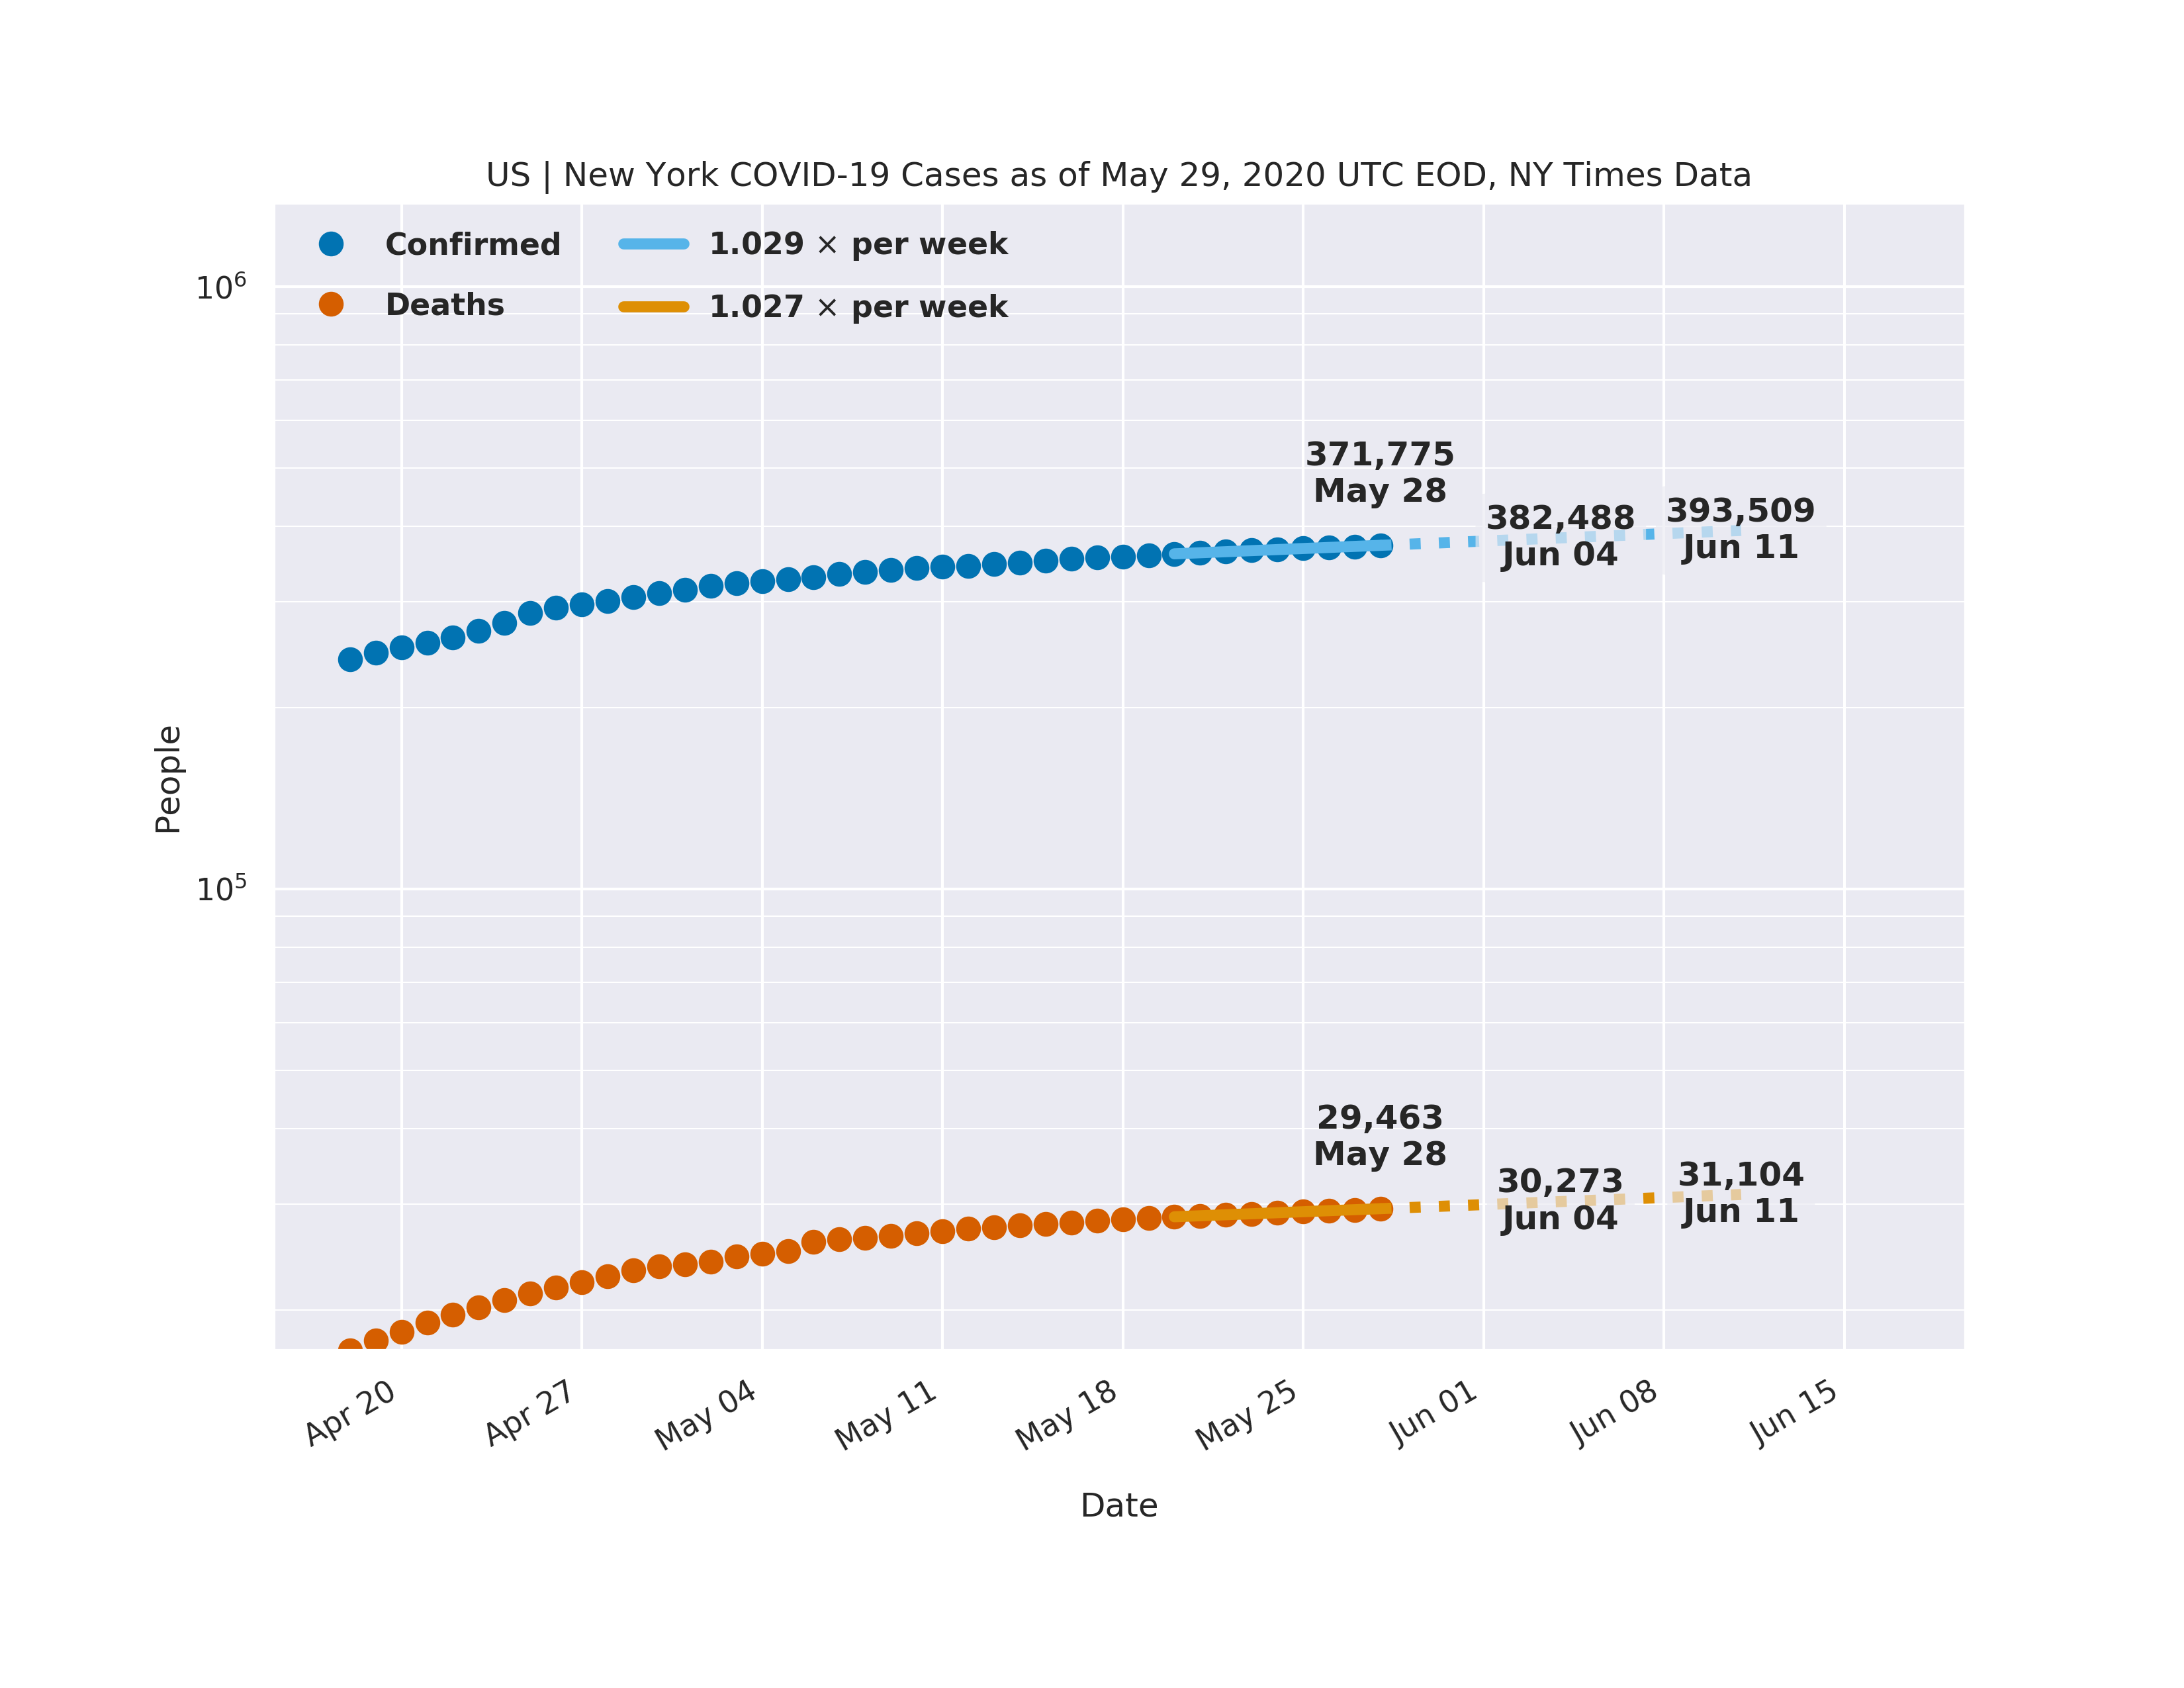 US | New York COVID-19 Cases as of May 29, 2020 UTC EOD, NY Times Data
Confirmed
1.029 × per week
Deaths
1.027 × per week
10⁶
10⁵
People
371,775
May 28
382,488
Jun 04
393,509
Jun 11
29,463
May 28
30,273
Jun 04
31,104
Jun 11
Apr 20
Apr 27
May 04
May 11
May 18
May 25
Jun 01
Jun 08
Jun 15
Date